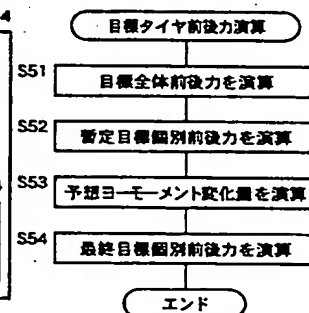 4
目標タイヤ前後力演算
S51
目標全体前後力を演算
S52
暫定目標個別前後力を演算
S53
予想ヨーモーメント変化量を演算
S54
最終目標個別前後力を演算
エンド